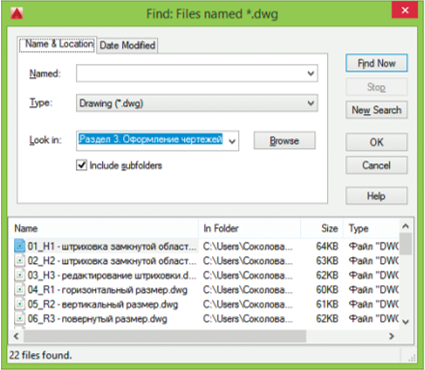 Find: Files named *.dwg
Name & Location Date Modified
Named:
Find Now
Type: Drawing (*.dwg)
Stop
New Search
Look in: Раздел 3. Оформление чертежей
Browse
OK
Include subfolders
Cancel
Help
Name In Folder Size Type
01_H1 - штриховка замкнутой област... C:\Users\Соколова... 64KB Файл "DWG
02_H2 - штриховка замкнутой област... C:\Users\Соколова... 63KB Файл "DWG
03_H3 - редактирование штриховки.d... C:\Users\Соколова... 62KB Файл "DWG
04_R1 - горизонтальный размер.dwg C:\Users\Соколова... 60KB Файл "DWG
05_R2 - вертикальный размер.dwg C:\Users\Соколова... 61KB Файл "DWG
06_R3 - повернутый размер.dwg C:\Users\Соколова... 62KB Файл "DWG
22 files found.